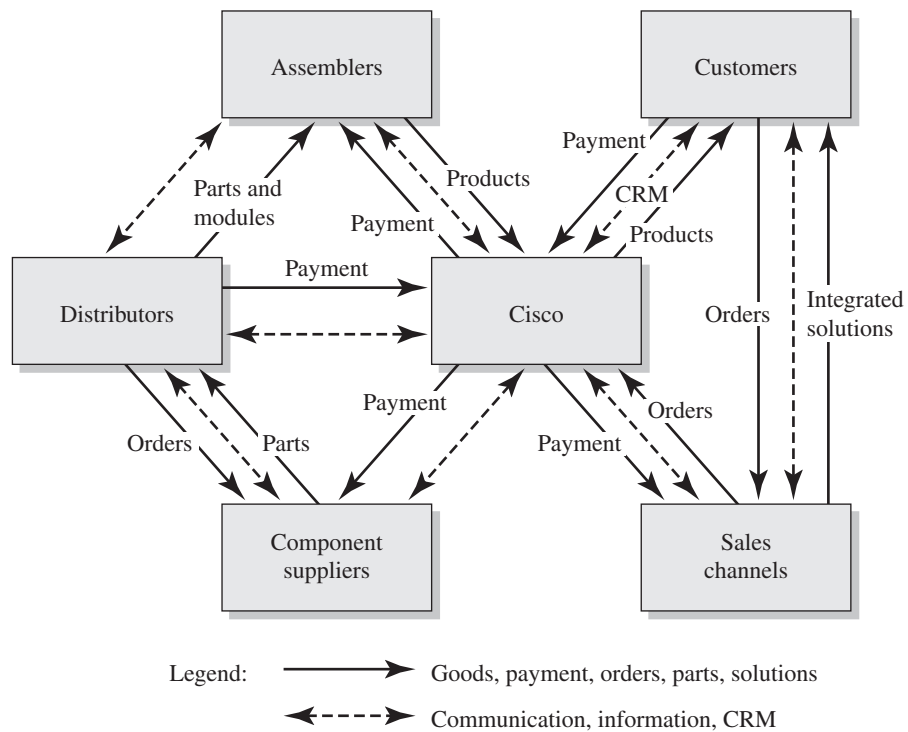 Assemblers
Customers
Payment
Products
Parts and
modules
CRM
Payment
Products
Payment
Distributors
Cisco
Orders
Integrated
solutions
Payment
Orders
Orders
Parts
Payment
Component
suppliers
Sales
channels
Legend:
Goods, payment, orders, parts, solutions
Communication, information, CRM